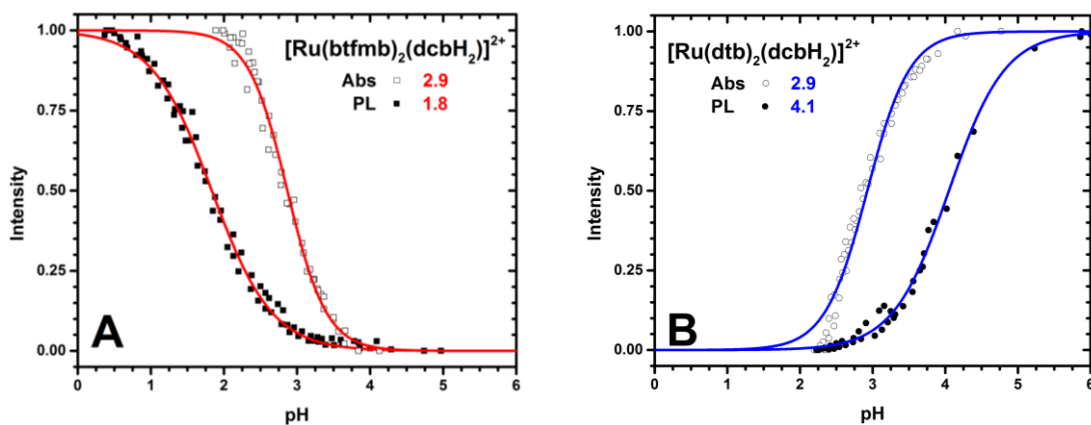 [Ru(btfmb)₂(dcbH₂)]²⁺
Abs □ 2.9
PL ■ 1.8
Intensity
1.00
0.75
0.50
0.25
0.00
A
0 1 2 3 4 5 6
pH
[Ru(dtb)₂(dcbH₂)]²⁺
Abs ○ 2.9
PL ● 4.1
Intensity
1.00
0.75
0.50
0.25
0.00
B
0 1 2 3 4 5 6
pH